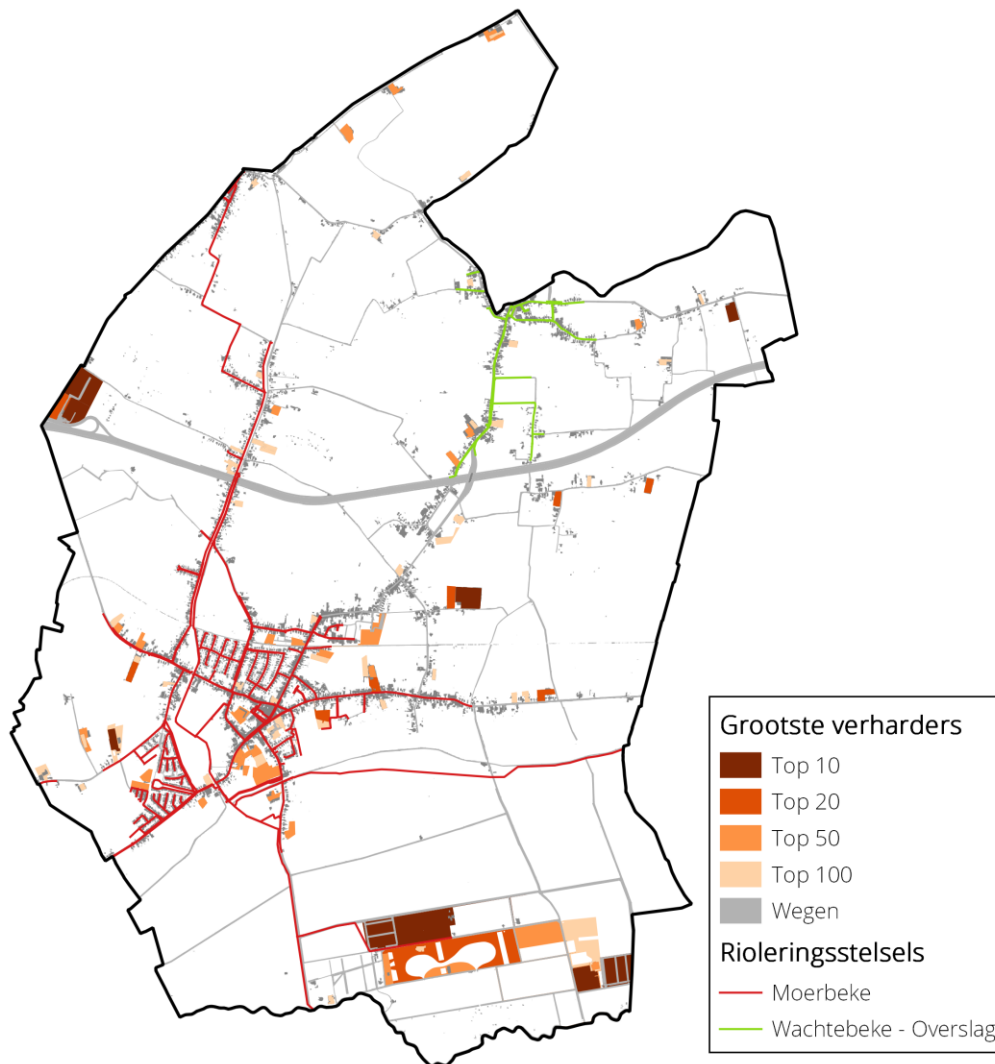 Grootste verharders
Top 10
Top 20
Top 50
Top 100
Wegen
Rioleringsstelsels
Moerbeke
Wachtebeke - Overslag